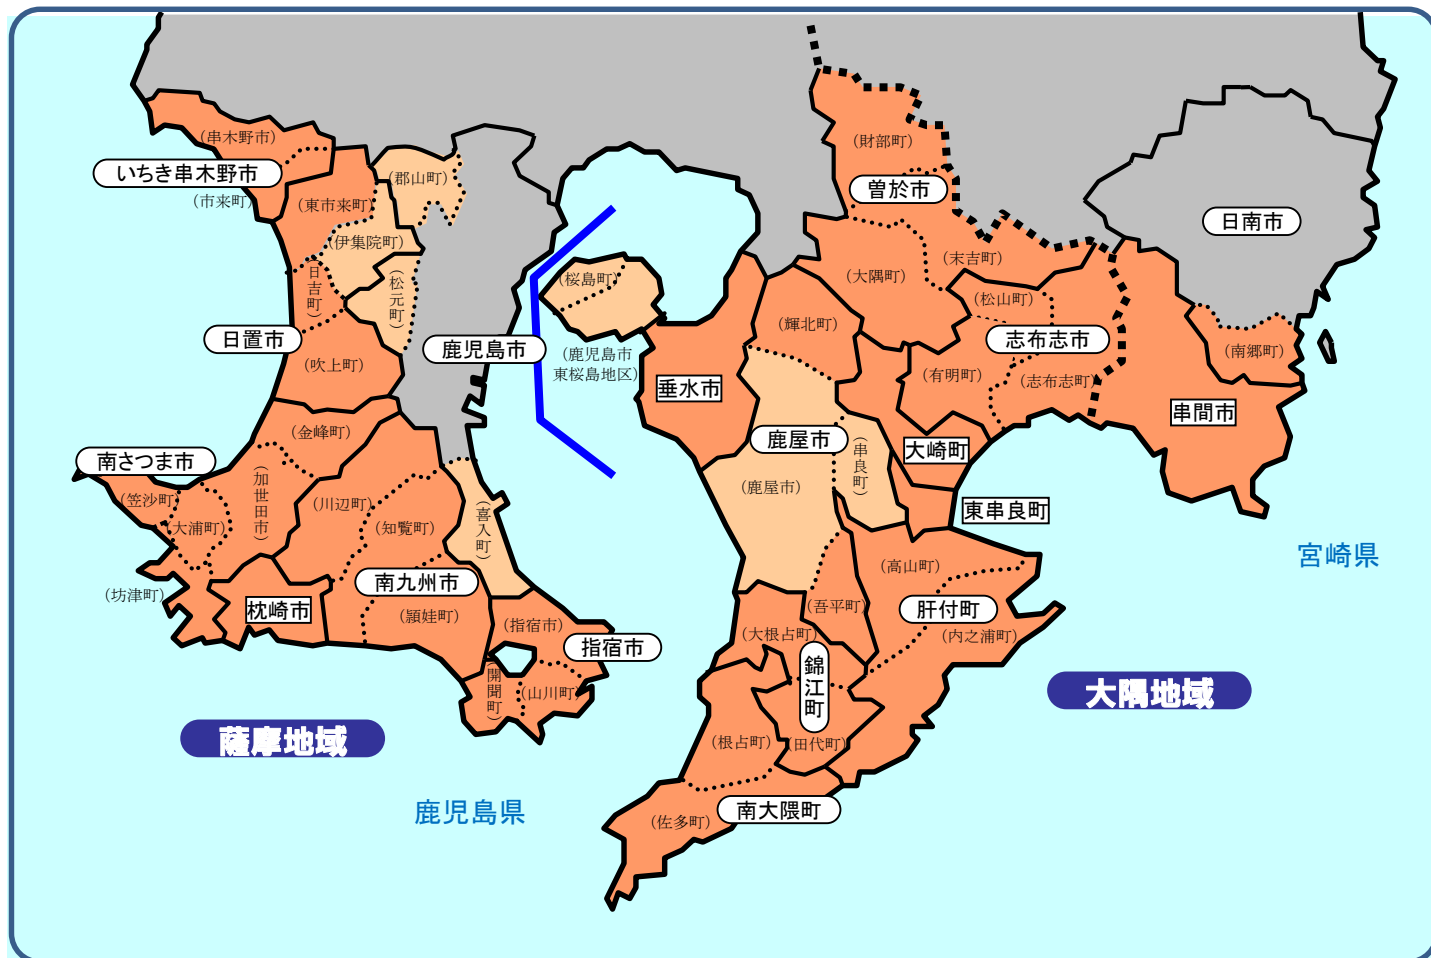 （串木野市）
いちき串木野市
（市来町）
（郡山町）
（東市来町）
（伊集院町）
（日吉町）
（松元町）
日置市
（吹上町）
鹿児島市
（桜島町）
（鹿児島市
東桜島地区）
（金峰町）
南さつま市
（加世田市）
（笠沙町）
（大浦町）
（坊津町）
（川辺町）
（知覧町）
（喜入町）
南九州市
枕崎市
（頴娃町）
（指宿市）
指宿市
（開聞町）
（山川町）
薩摩地域
鹿児島県
（財部町）
曽於市
（末吉町）
（大隅町）
（松山町）
（輝北町）
志布志市
（有明町）
（志布志町）
垂水市
鹿屋市
（串良町）
大崎町
（鹿屋市）
東串良町
日南市
（南郷町）
串間市
宮崎県
（高山町）
（吾平町）
肝付町
（内之浦町）
（大根占町）
錦江町
（根占町）
（田代町）
南大隈町
（佐多町）
大隅地域